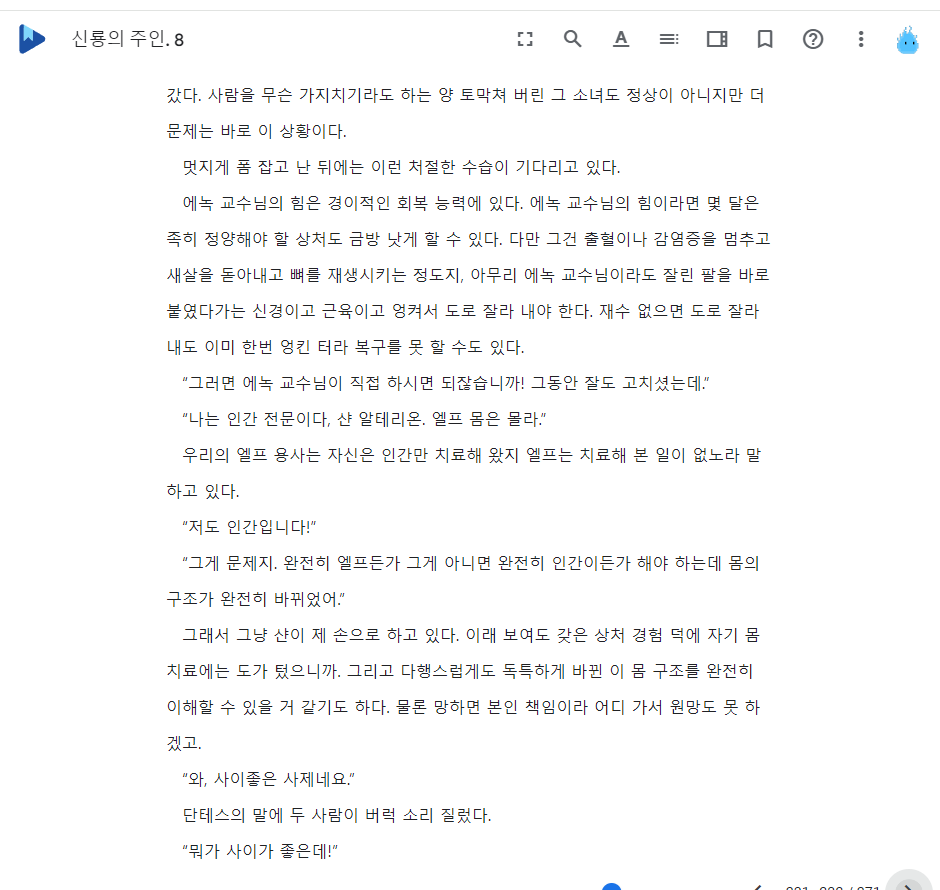 신룡의 주인. 8
갔다. 사람을 무슨 가지치기라도 하는 양 토막쳐 버린 그 소녀도 정상이 아니지만 더
문제는 바로 이 상황이다.
멋지게 폼 잡고 난 뒤에는 이런 처절한 수습이 기다리고 있다.
에녹 교수님의 힘은 경이적인 회복 능력에 있다. 에녹 교수님의 힘이라면 몇 달은
족히 정양해야 할 상처도 금방 낫게 할 수 있다. 다만 그건 출혈이나 감염증을 멈추고
새살을 돋아내고 뼈를 재생시키는 정도지, 아무리 에녹 교수님이라도 잘린 팔을 바로
붙였다가는 신경이고 근육이고 엉켜서 도로 잘라 내야 한다. 재수 없으면 도로 잘라
내도 이미 한번 엉킨 터라 복구를 못 할 수도 있다.
“그러면 에녹 교수님이 직접 하시면 되잖습니까! 그동안 잘도 고치셨는데.”
“나는 인간 전문이다, 샨 알테리온. 엘프 몸은 몰라.”
우리의 엘프 용사는 자신은 인간만 치료해 왔지 엘프는 치료해 본 일이 없노라 말
하고 있다.
“저도 인간입니다!”
“그게 문제지. 완전히 엘프든가 그게 아니면 완전히 인간이든가 해야 하는데 몸의
구조가 완전히 바뀌었어.”
그래서 그냥 샨이 제 손으로 하고 있다. 이래 보여도 갖은 상처 경험 덕에 자기 몸
치료에는 도가 텄으니까. 그리고 다행스럽게도 독특하게 바뀐 이 몸 구조를 완전히
이해할 수 있을 거 같기도 하다. 물론 망하면 본인 책임이라 어디 가서 원망도 못 하
겠고.
“와, 사이좋은 사제네요.”
단테스의 말에 두 사람이 버럭 소리 질렀다.
“뭐가 사이가 좋은데!”